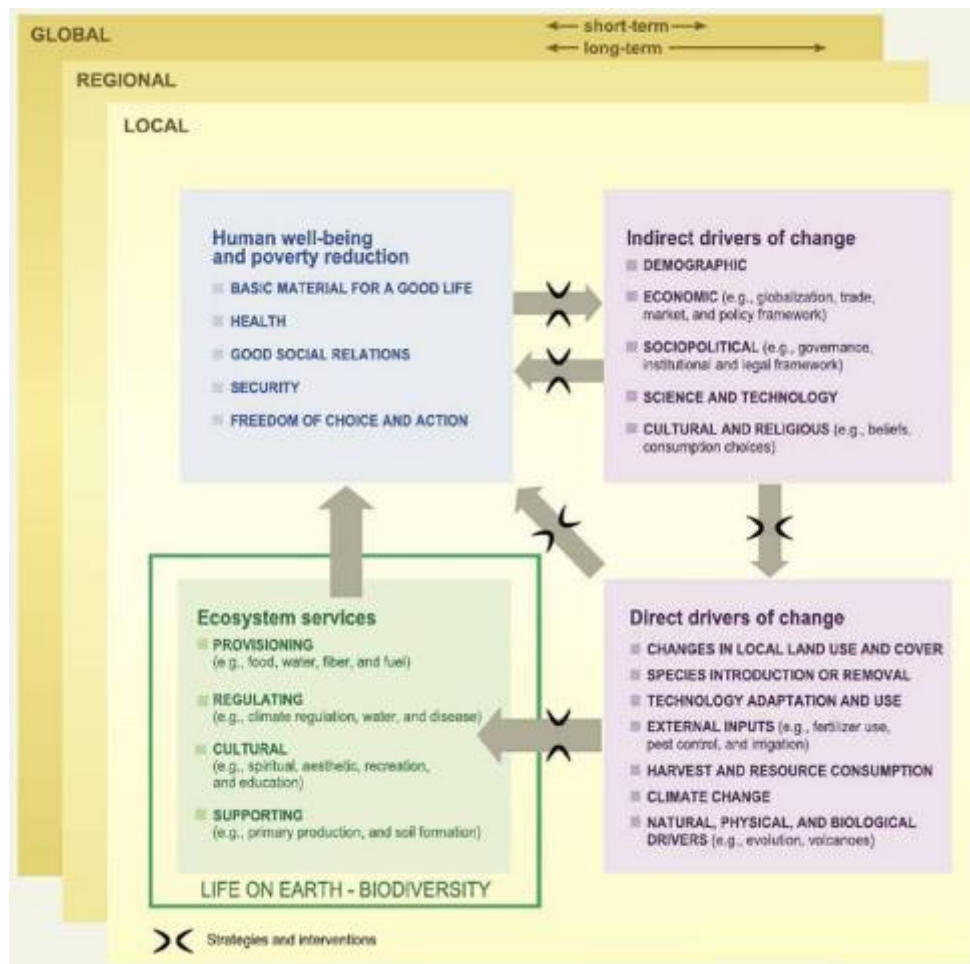 GLOBAL
short-term
long-term
REGIONAL
LOCAL
Human well-being
and poverty reduction
BASIC MATERIAL FOR A GOOD LIFE
HEALTH
GOOD SOCIAL RELATIONS
SECURITY
FREEDOM OF CHOICE AND ACTION
Indirect drivers of change
DEMOGRAPHIC
ECONOMIC (e.g., globalization, trade,
market, and policy framework)
SOCIOPOLITICAL (e.g., governance,
institutional and legal framework)
SCIENCE AND TECHNOLOGY
CULTURAL AND RELIGIOUS (e.g., beliefs,
consumption choices)
Ecosystem services
PROVISIONING
(e.g., food, water, fiber, and fuel)
REGULATING
(e.g., climate regulation, water, and disease)
CULTURAL
(e.g., spiritual, aesthetic, recreation,
and education)
SUPPORTING
(e.g., primary production, and soil formation)
LIFE ON EARTH - BIODIVERSITY
Direct drivers of change
CHANGES IN LOCAL LAND USE AND COVER
SPECIES INTRODUCTION OR REMOVAL
TECHNOLOGY ADAPTATION AND USE
EXTERNAL INPUTS (e.g., fertilizer use,
pest control, and irrigation)
HARVEST AND RESOURCE CONSUMPTION
CLIMATE CHANGE
NATURAL, PHYSICAL, AND BIOLOGICAL
DRIVERS (e.g., evolution, volcanoes)
Strategies and interventions